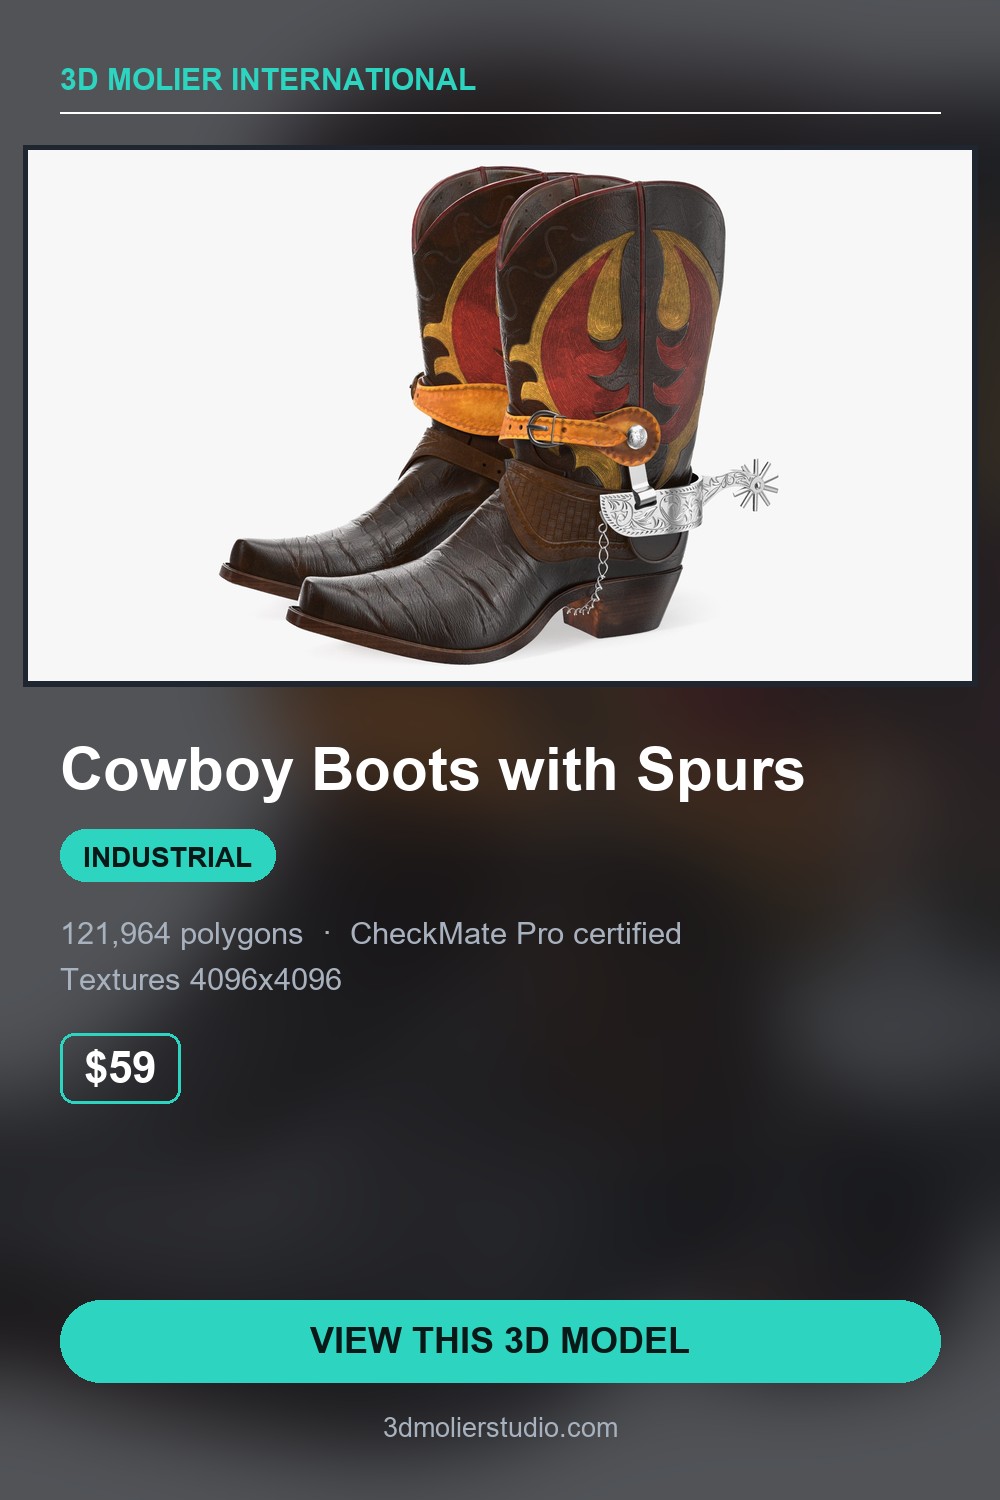 3D MOLIER INTERNATIONAL
Cowboy Boots with Spurs
INDUSTRIAL
121,964 polygons · CheckMate Pro certified
Textures 4096x4096
$59
VIEW THIS 3D MODEL
3dmolierstudio.com